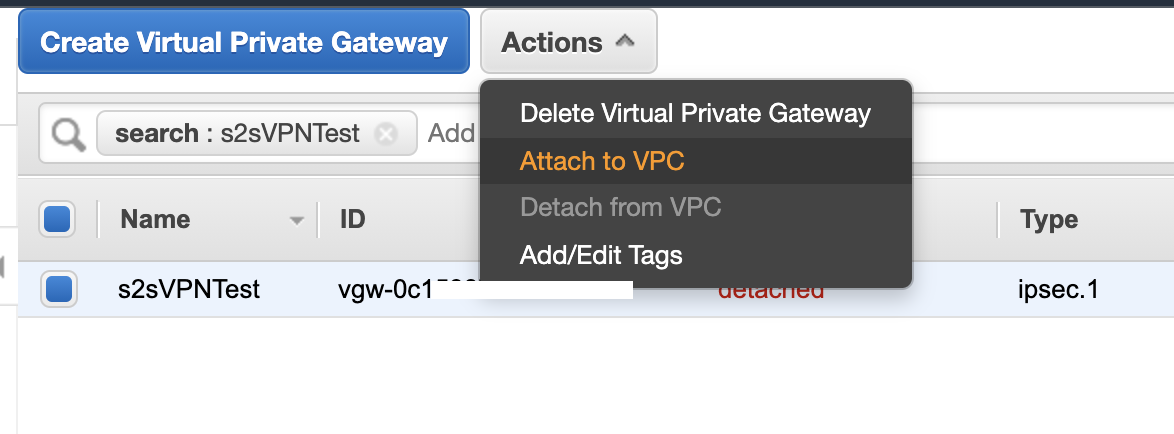 Create Virtual Private Gateway
Actions
Delete Virtual Private Gateway
search : s2sVPNTest
Add
Attach to VPC
Name
ID
Detach from VPC
Type
Add/Edit Tags
s2sVPNTest
vgw-0c1
detached
ipsec.1